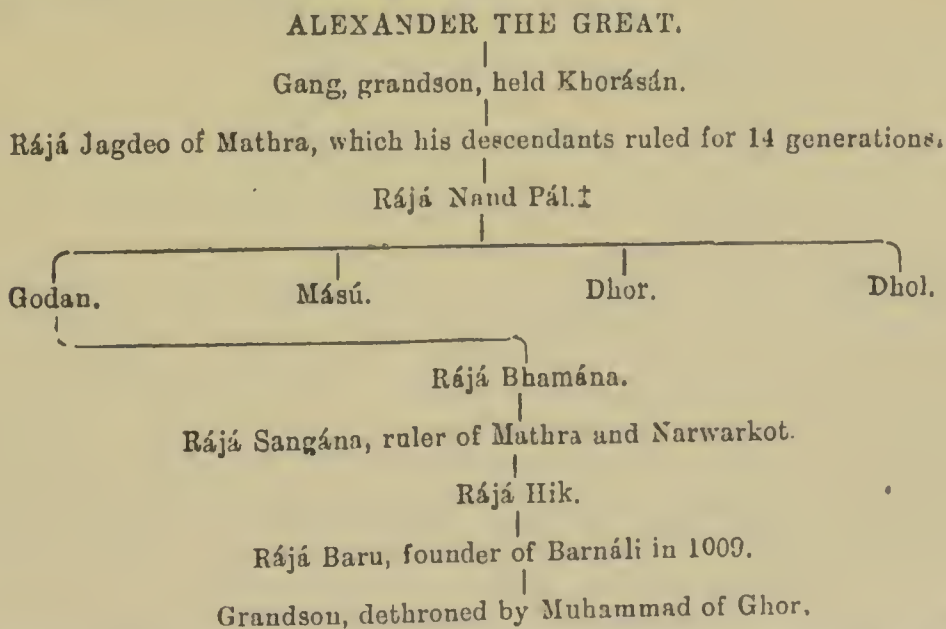 ALEXANDER THE GREAT.
Gang, grandson, held Khorásán.
Rájá Jagdeo of Mathra, which his descendants ruled for 14 generations.
Rájá Nand Pál.‡
Godan. Mású. Dhor. Dhol.
Rájá Bhamána.
Rájá Sangána, ruler of Mathra and Narwarkot.
Rájá Hik.
Rájá Baru, founder of Barnáli in 1009.
Grandson, dethroned by Muhammad of Ghor.